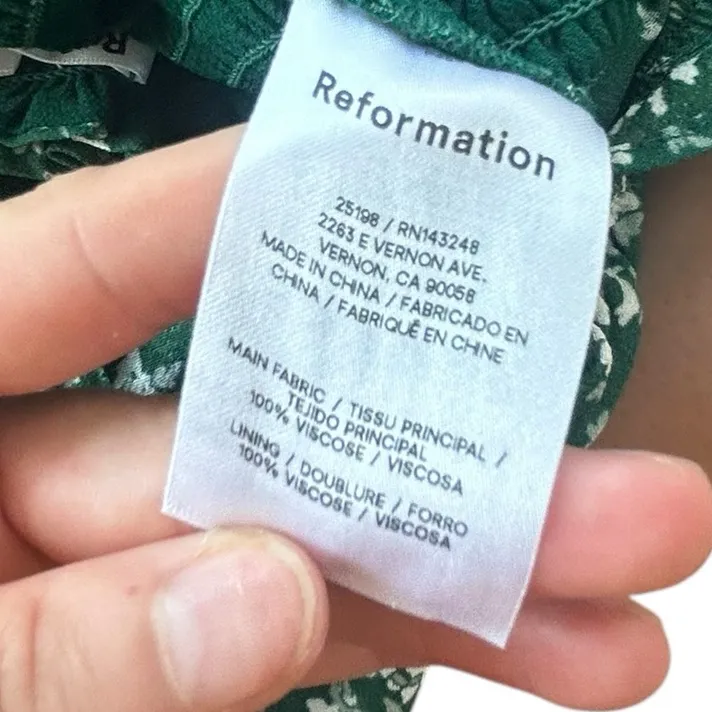 R
Reformation
25198 / RN143248
2263 E VERNON AVE.
VERNON, CA 90058
MADE IN CHINA / FABRICADO EN
CHINA / FABRIQUÉ EN CHINE
MAIN FABRIC / TISSU PRINCIPAL /
TEJIDO PRINCIPAL
100% VISCOSE / VISCOSA
LINING / DOUBLURE / FORRO
100% VISCOSE / VISCOSA